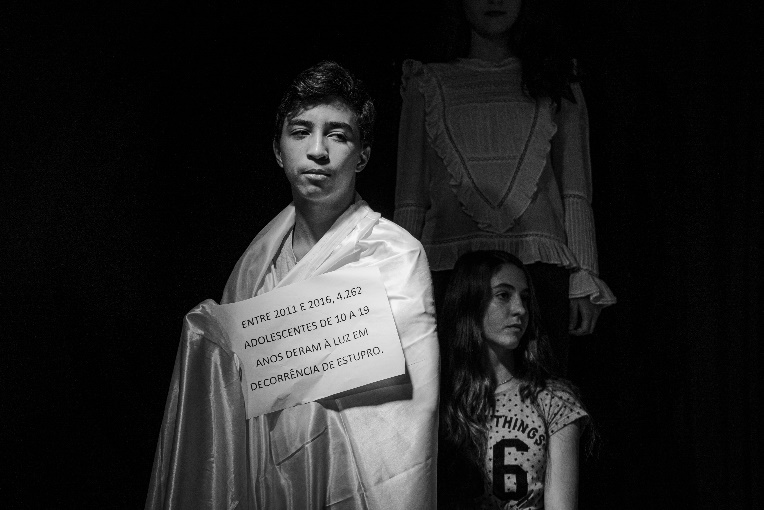 ENTRE 2011 E 2016, 4.262
ADOLESCENTES DE 10 A 19
ANOS DERAM À LUZ EM
DECORRÊNCIA DE ESTUPRO.
THINGS
6